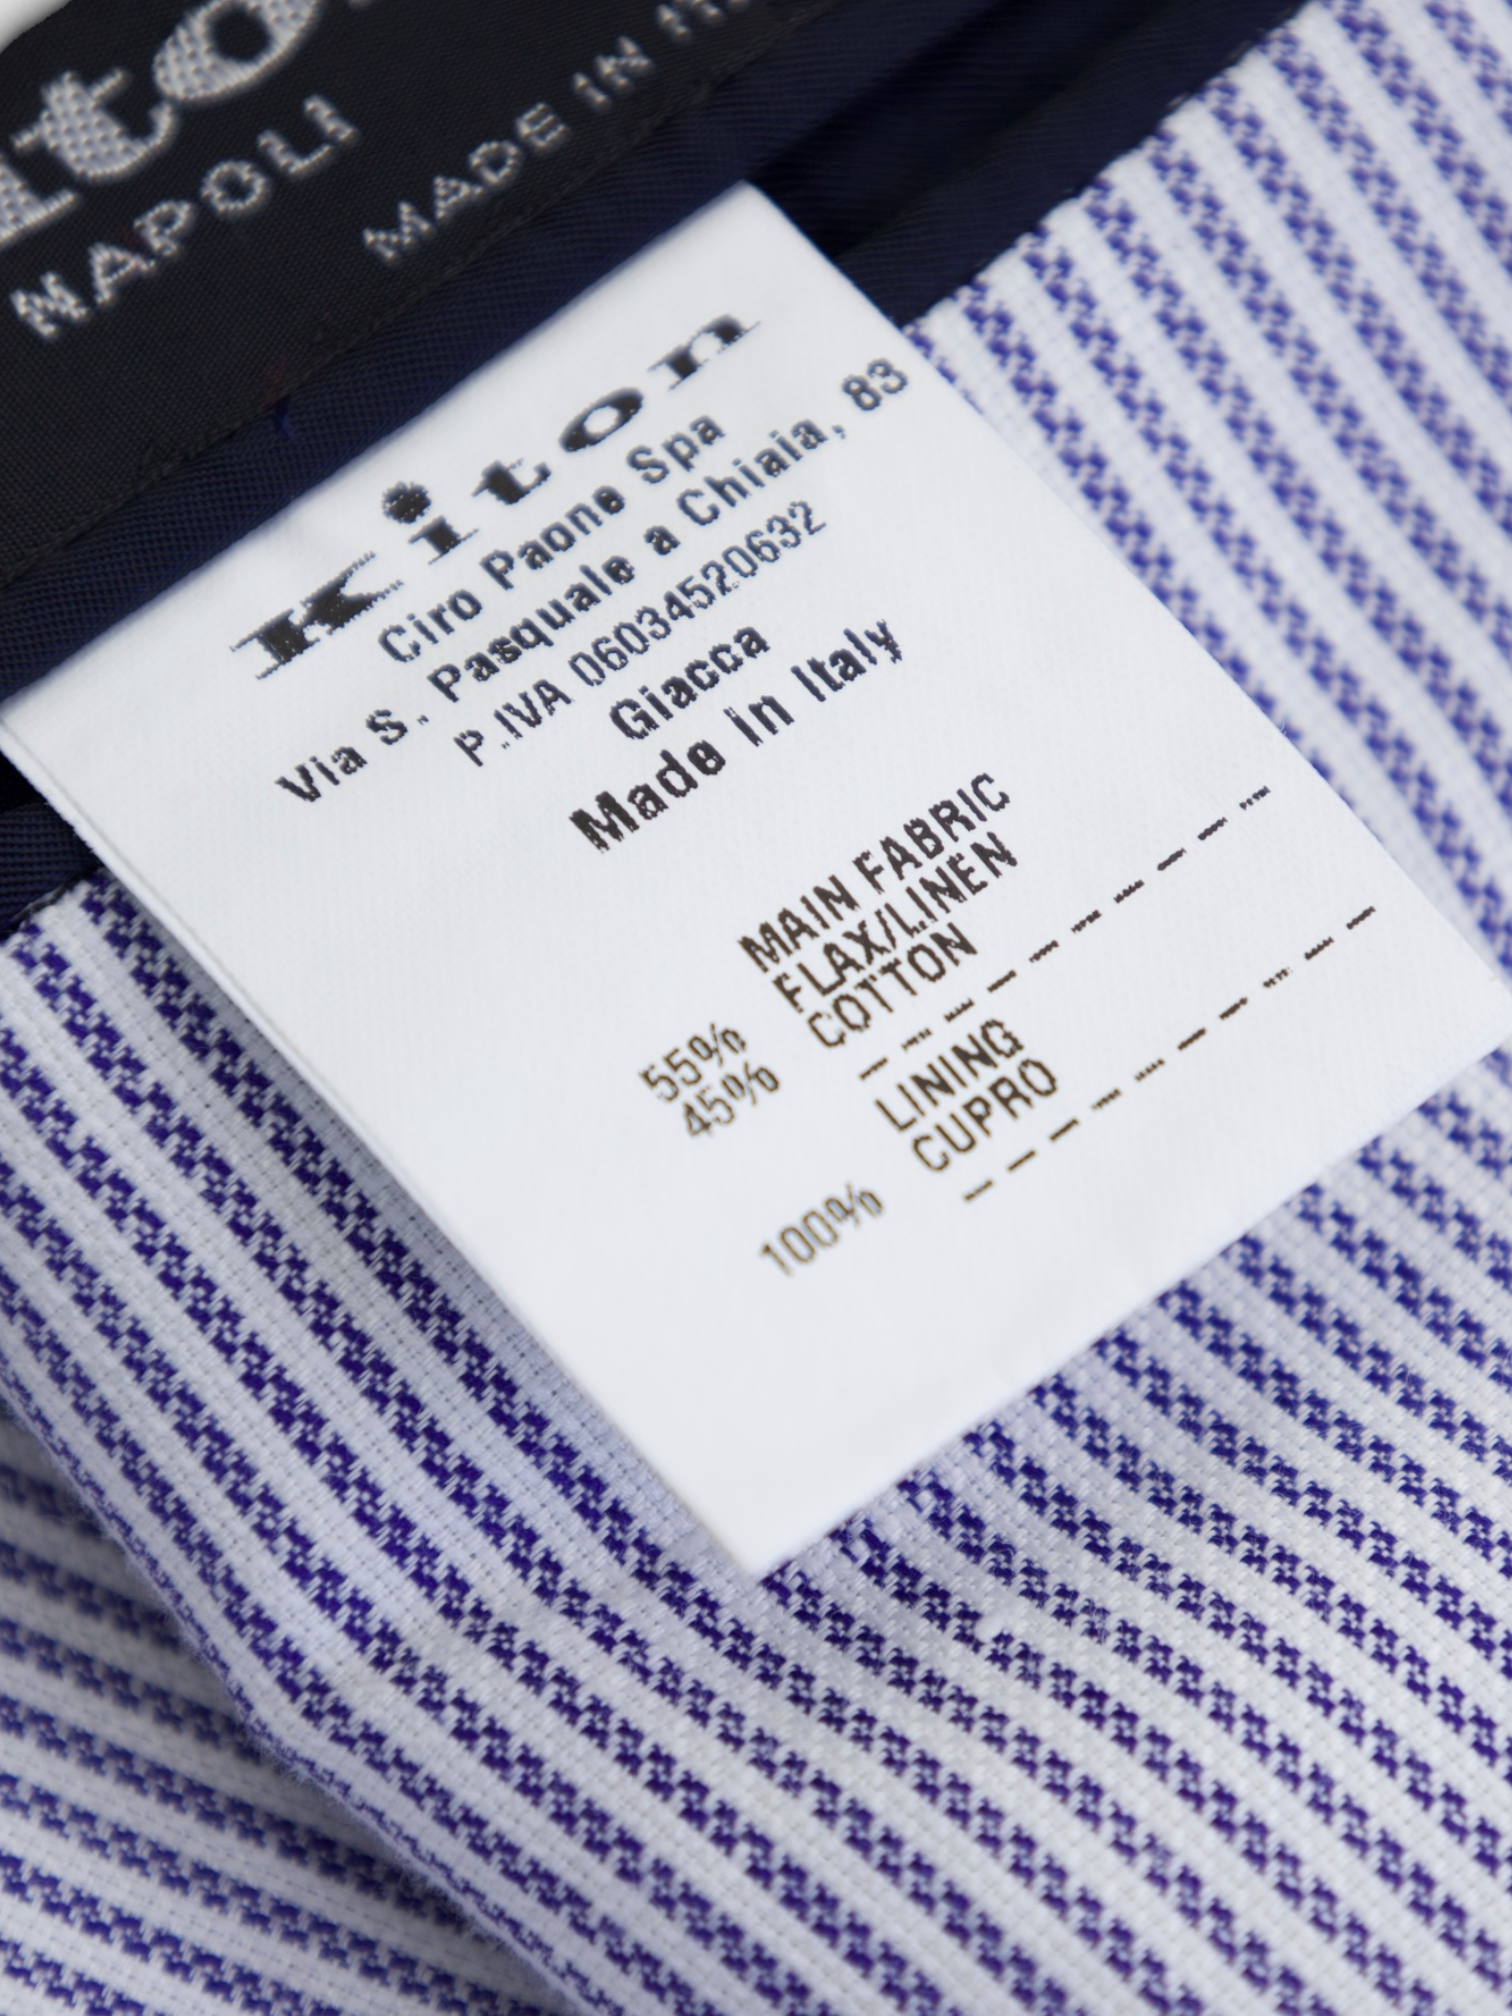 NAPOLI
MADE IN
Kiton
Ciro Paone Spa
Via S. Pasquale a Chiaia, 83
P.IVA 06034520632
Giacca
Made in Italy
MAIN FABRIC
55% FLAX/LINEN
45% COTTON
LINING
100% CUPRO